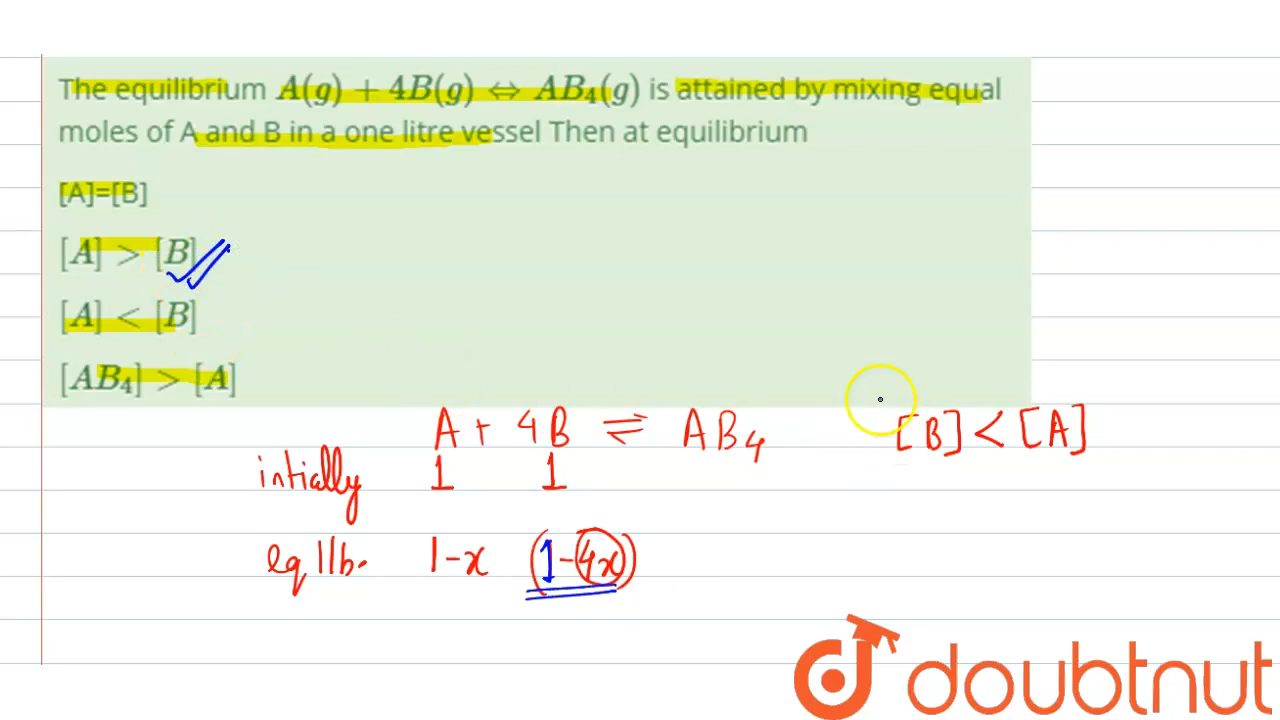 The equilibrium A(g) + 4B(g) ⇔ AB₄(g) is attained by mixing equal
moles of A and B in a one litre vessel Then at equilibrium
[A]=[B]
[A] > [B]
[A] < [B]
[AB₄] > [A]
A + 4B ⇌ AB₄ [B] < [A]
intially 1 1
eqllb. 1-x (1-4x)
doubtnut